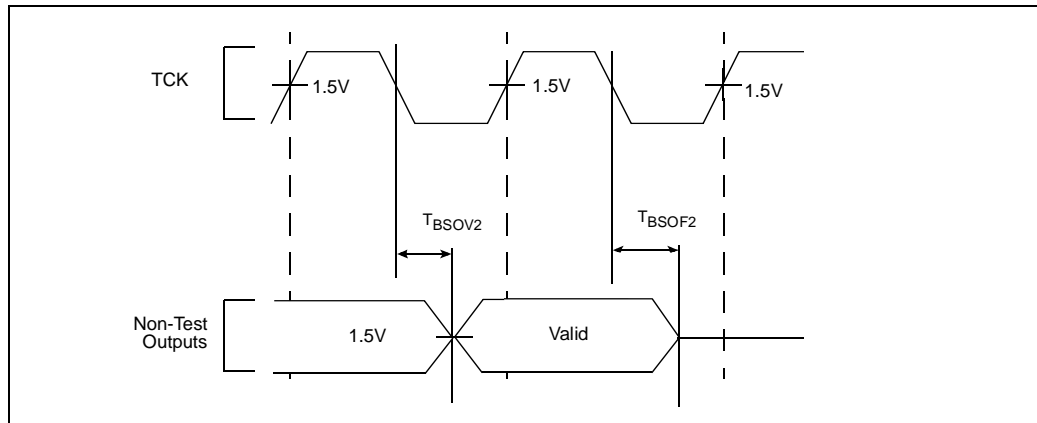 TCK
1.5V
1.5V
1.5V
TBSOV2
TBSOF2
Non-Test
Outputs
1.5V
Valid